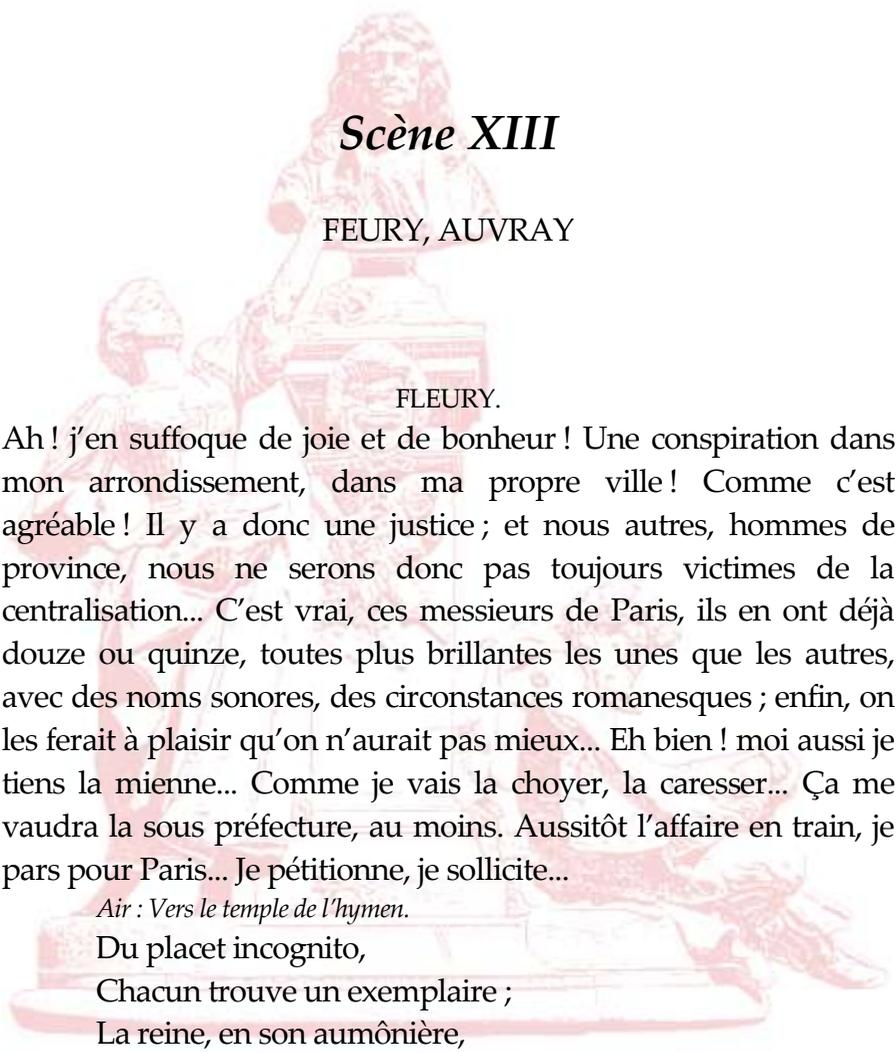 Scène XIII
FEURY, AUVRAY
FLEURY.
Ah ! j’en suffoque de joie et de bonheur ! Une conspiration dans
mon arrondissement, dans ma propre ville ! Comme c’est
agréable ! Il y a donc une justice ; et nous autres, hommes de
province, nous ne serons donc pas toujours victimes de la
centralisation... C’est vrai, ces messieurs de Paris, ils en ont déjà
douze ou quinze, toutes plus brillantes les unes que les autres,
avec des noms sonores, des circonstances romanesques ; enfin, on
les ferait à plaisir qu’on n’aurait pas mieux... Eh bien ! moi aussi je
tiens la mienne... Comme je vais la choyer, la caresser... Ça me
vaudra la sous préfecture, au moins. Aussitôt l’affaire en train, je
pars pour Paris... Je pétitionne, je sollicite...
Air : Vers le temple de l’hymen.
Du placet incognito,
Chacun trouve un exemplaire ;
La reine, en son aumônière,